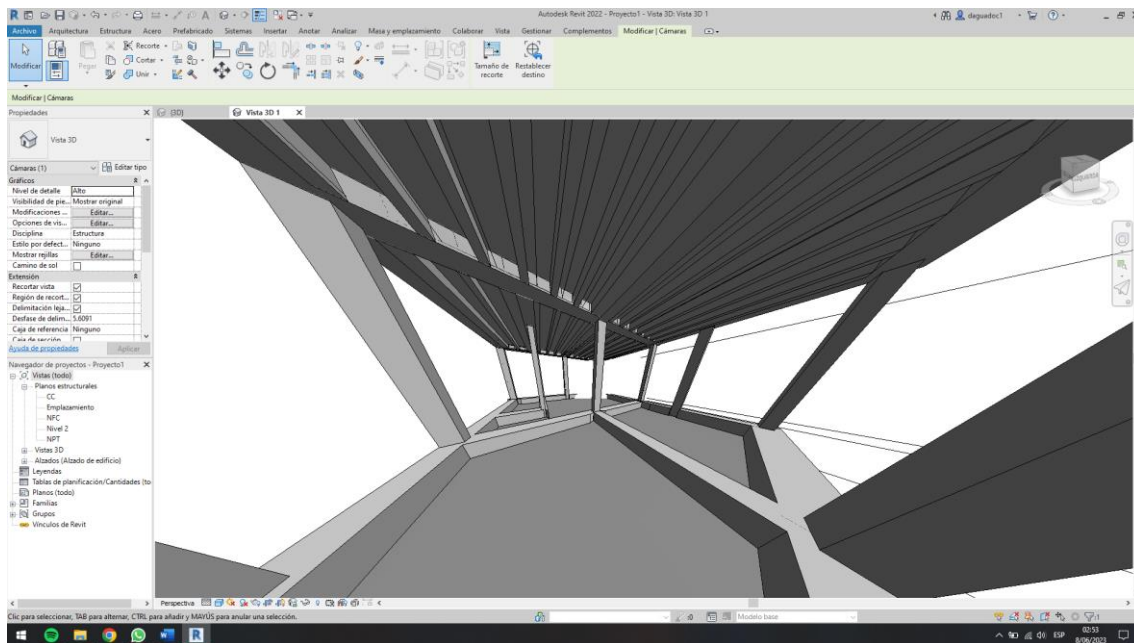 Autodesk Revit 2022 - Proyecto1 - Vista 3D: Vista 3D 1
deguadoc1
Archivo Arquitectura Estructura Acero Prefabricado Sistemas Insertar Anotar Analizar Masa y emplazamiento Colaborar Vista Gestionar Complementos Modificar | Cámaras
Modificar
Pegar
Recorte
Cortar
Unir
Tamaño de recorte
Restablecer destino
Modificar | Cámaras
Propiedades
(3D)
Vista 3D 1
Vista 3D
Cámaras (1)
Editar tipo
Gráficos
Nivel de detalle Alto
Visibilidad de pie... Mostrar original
Modificaciones ... Editar...
Opciones de vis... Editar...
Disciplina Estructura
Estilo por defect... Ninguno
Mostrar rejillas Editar...
Camino de sol
Extensión
Recortar vista
Región de recort...
Delimitación leja...
Desfase de delim... 5.6091
Caja de referencia Ninguno
Caja de sección
Ayuda de propiedades
Aplicar
Navegador de proyectos - Proyecto1
Vistas (todo)
Planos estructurales
CC
Emplazamiento
NFC
Nivel 2
NPT
Vistas 3D
Alzados (Alzado de edificio)
Leyendas
Tablas de planificación/Cantidades (to
Planos (todo)
Familias
Grupos
Vínculos de Revit
Perspectiva
Clic para seleccionar, TAB para alternar, CTRL para añadir y MAYÚS para anular una selección.
:0
Modelo base
ESP
02:53
8/06/2023